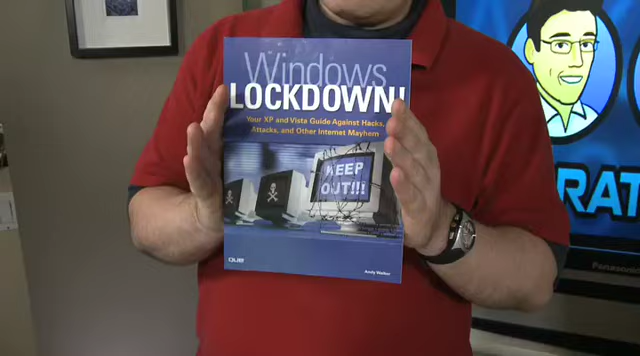 Windows
LOCKDOWN!
Your XP and Vista Guide Against Hacks,
Attacks, and Other Internet Mayhem
KEEP
OUT!!!
QUE
Andy Walker
RAT
Panasonic